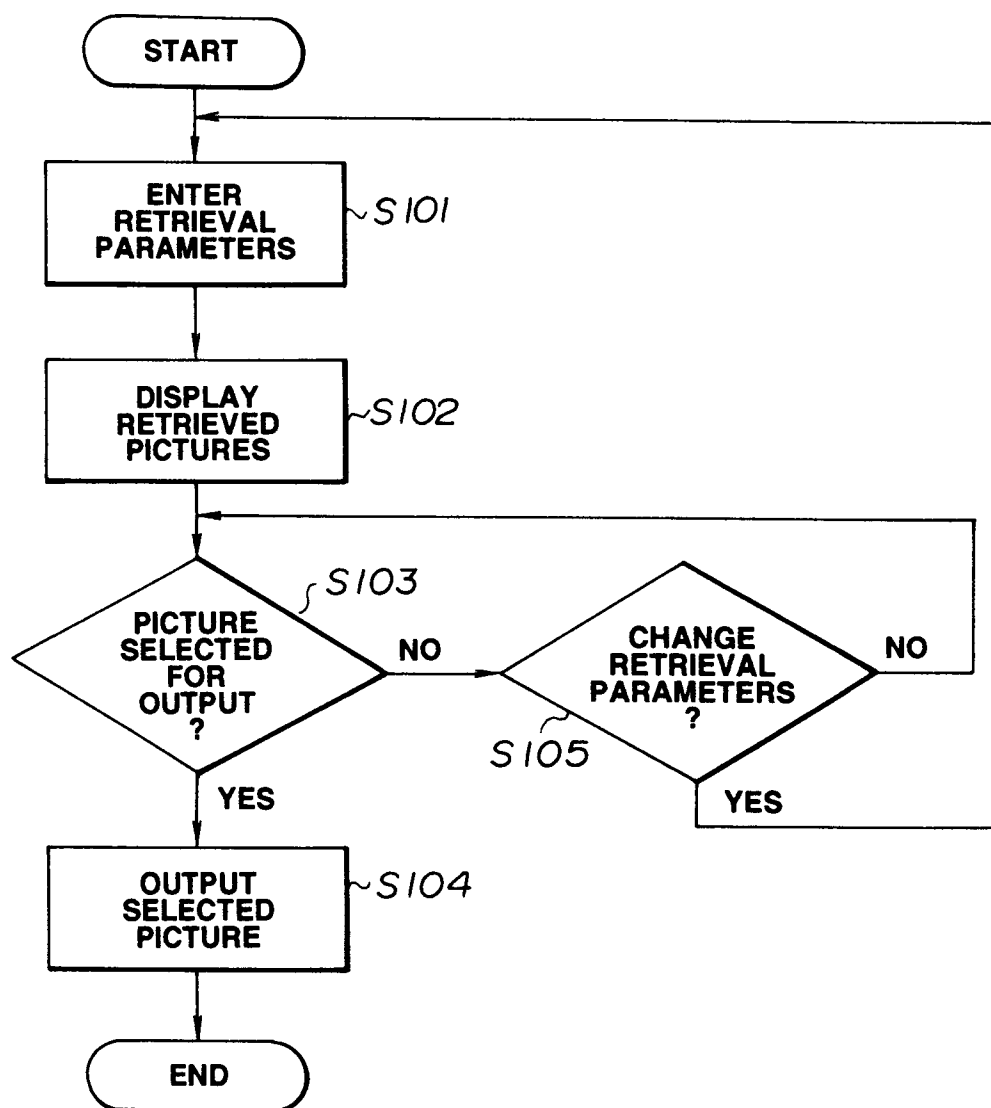 START
ENTER
RETRIEVAL
PARAMETERS
S101
DISPLAY
RETRIEVED
PICTURES
S102
PICTURE
SELECTED
FOR
OUTPUT
?
S103
NO
YES
CHANGE
RETRIEVAL
PARAMETERS
?
S105
NO
YES
OUTPUT
SELECTED
PICTURE
S104
END